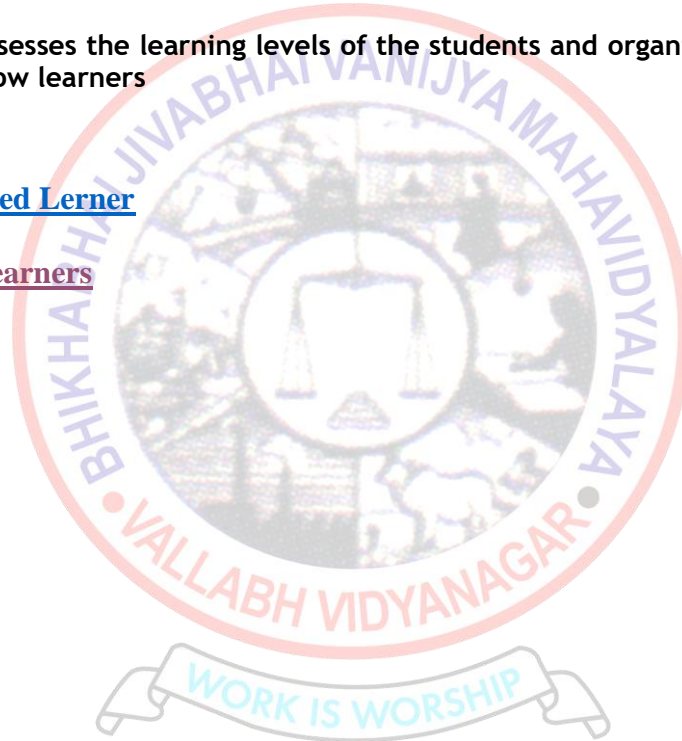 sesses the learning levels of the students and organ
ow learners
ed Lerner
earners
BHIKHABHAI JIVABHAI VANIJYA MAHAVIDYALAYA
• VALLABH VIDYANAGAR •
WORK IS WORSHIP